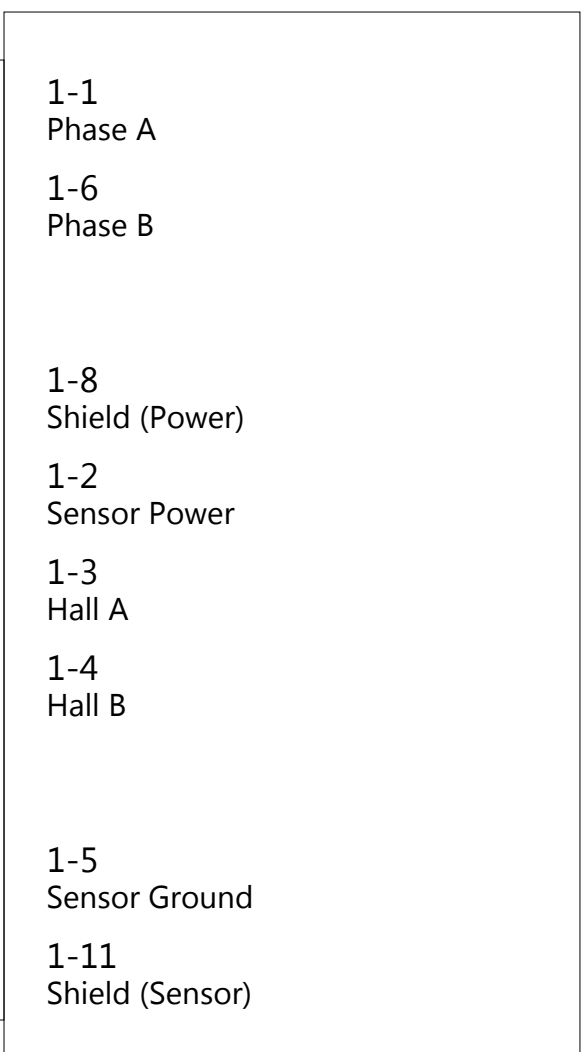 1-1
Phase A
1-6
Phase B
1-8
Shield (Power)
1-2
Sensor Power
1-3
Hall A
1-4
Hall B
1-5
Sensor Ground
1-11
Shield (Sensor)